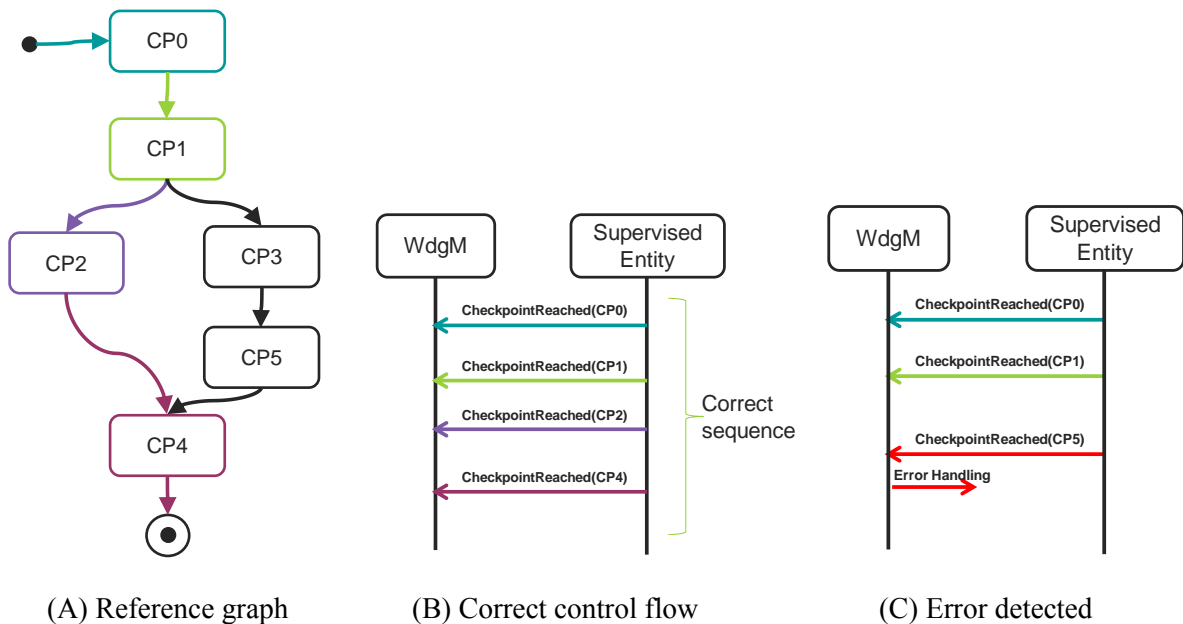 CP0
CP1
CP2
CP3
CP5
CP4
(A) Reference graph
WdgM
Supervised
Entity
CheckpointReached(CP0)
CheckpointReached(CP1)
CheckpointReached(CP2)
CheckpointReached(CP4)
Correct
sequence
(B) Correct control flow
WdgM
Supervised
Entity
CheckpointReached(CP0)
CheckpointReached(CP1)
CheckpointReached(CP5)
Error Handling
(C) Error detected